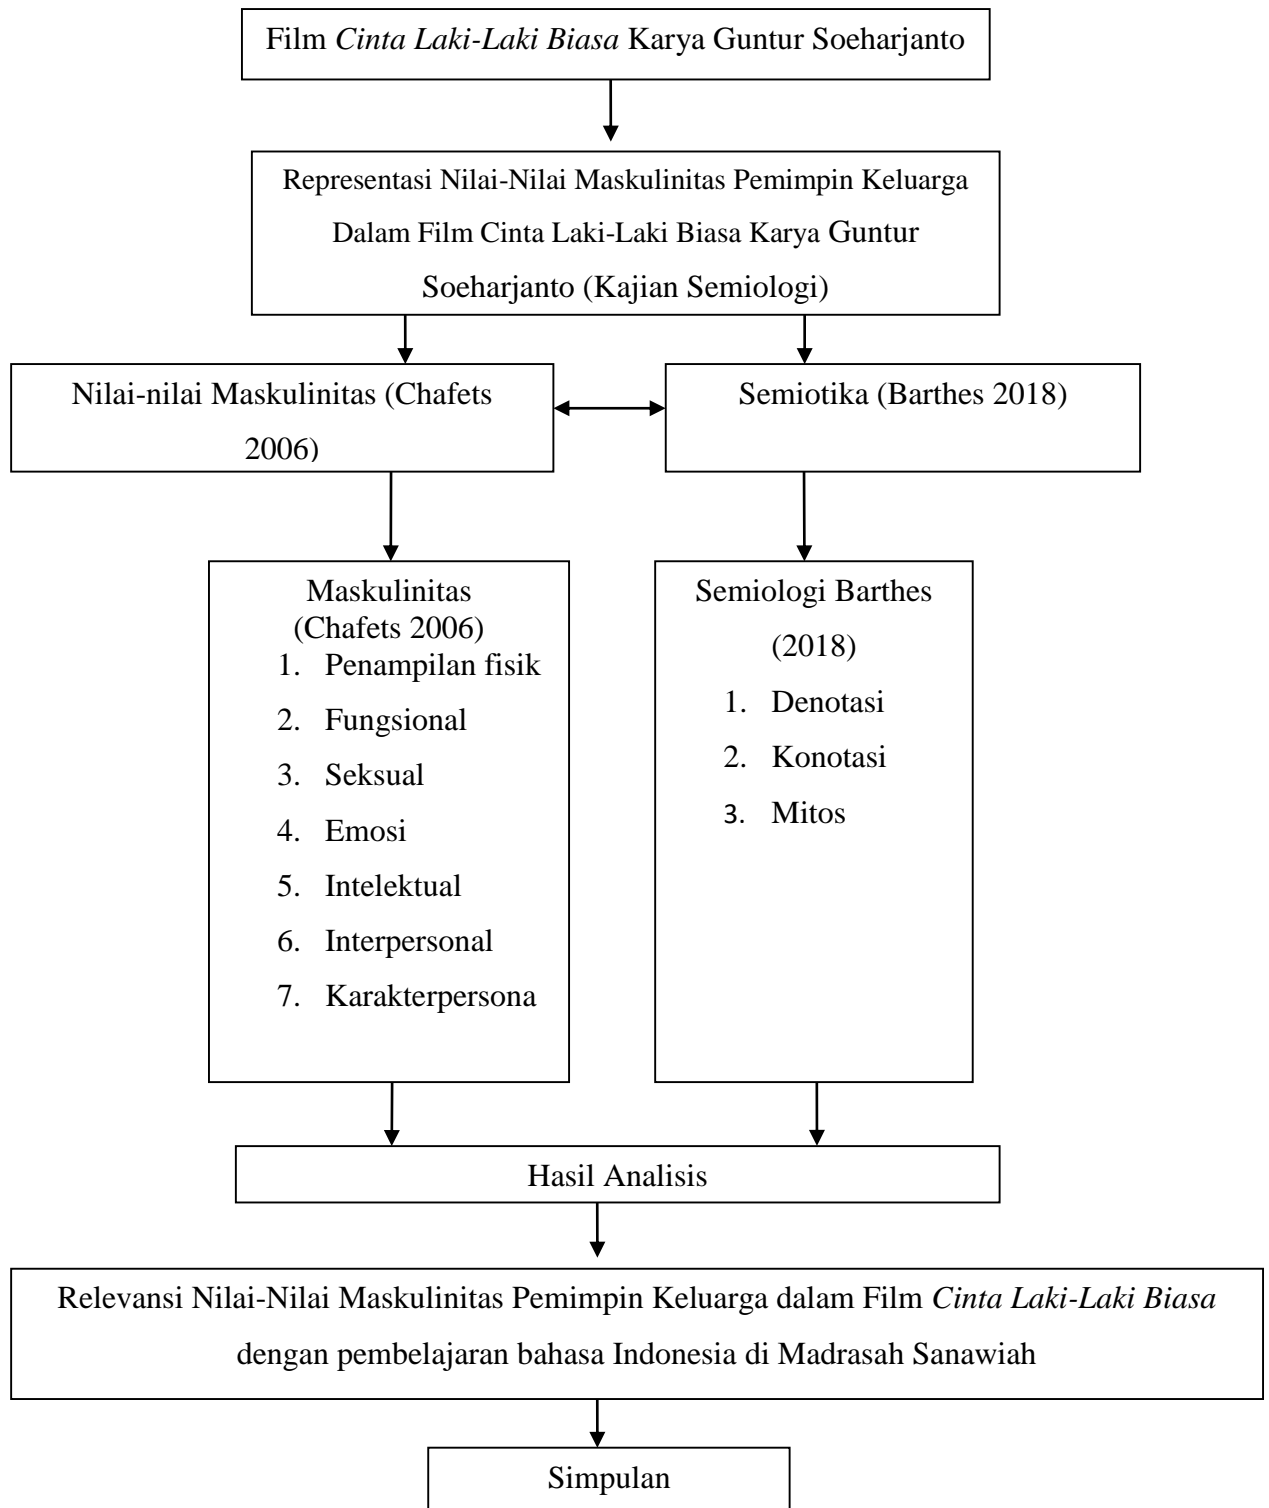 Film Cinta Laki-Laki Biasa Karya Guntur Soeharjanto
Representasi Nilai-Nilai Maskulinitas Pemimpin Keluarga
Dalam Film Cinta Laki-Laki Biasa Karya Guntur
Soeharjanto (Kajian Semiologi)
Nilai-nilai Maskulinitas (Chafets
2006)
Semiotika (Barthes 2018)
Maskulinitas
(Chafets 2006)
1. Penampilan fisik
2. Fungsional
3. Seksual
4. Emosi
5. Intelektual
6. Interpersonal
7. Karakterpersona
Semiologi Barthes
(2018)
1. Denotasi
2. Konotasi
3. Mitos
Hasil Analisis
Relevansi Nilai-Nilai Maskulinitas Pemimpin Keluarga dalam Film Cinta Laki-Laki Biasa
dengan pembelajaran bahasa Indonesia di Madrasah Sanawiah
Simpulan